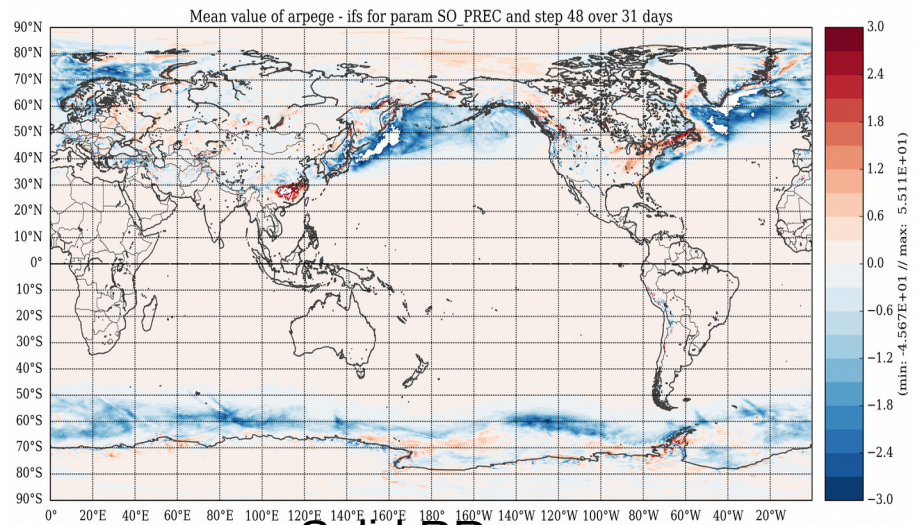 Mean value of arpege - ifs for param SO_PREC and step 48 over 31 days
90°N
80°N
70°N
60°N
50°N
40°N
30°N
20°N
10°N
0°
10°S
20°S
30°S
40°S
50°S
60°S
70°S
80°S
90°S
0° 20°E 40°E 60°E 80°E 100°E 120°E 140°E 160°E 180°E 160°W 140°W 120°W 100°W 80°W 60°W 40°W 20°W
3.0
2.4
1.8
1.2
0.6
0.0
−0.6
−1.2
−1.8
−2.4
−3.0
(min: -4.567E+01 // max: 5.511E+01)